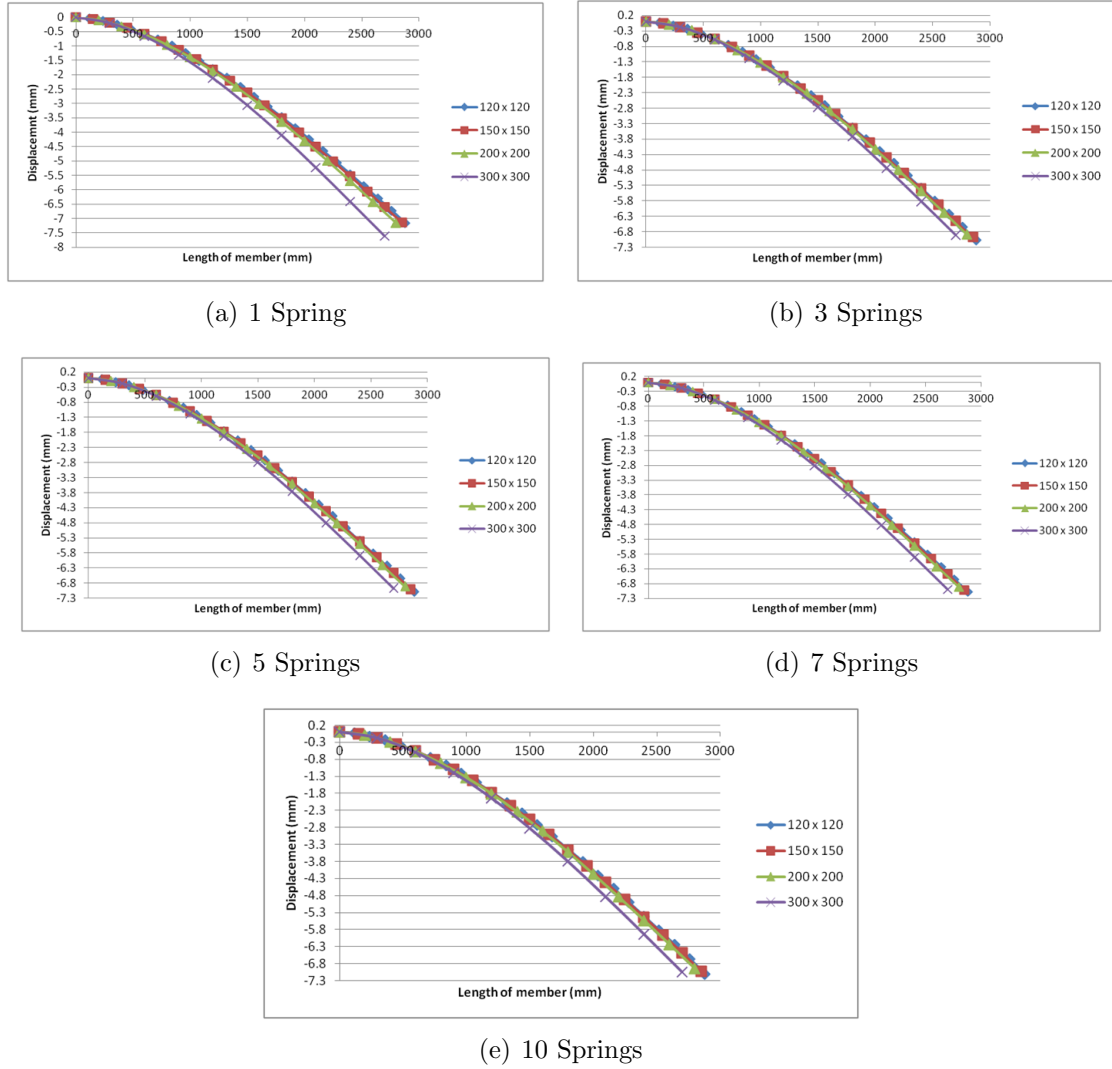 0
-0.5
-1
-1.5
-2
-2.5
-3
-3.5
-4
-4.5
-5
-5.5
-6
-6.5
-7
-7.5
-8
0 500 1000 1500 2000 2500 3000
Displacemnt (mm)
Length of member (mm)
120 x 120
150 x 150
200 x 200
300 x 300
(a) 1 Spring
0.2
-0.3
-0.8
-1.3
-1.8
-2.3
-2.8
-3.3
-3.8
-4.3
-4.8
-5.3
-5.8
-6.3
-6.8
-7.3
0 500 1000 1500 2000 2500 3000
Displacement (mm)
Length of member (mm)
120 x 120
150 x 150
200 x 200
300 x 300
(b) 3 Springs
0.2
-0.3
-0.8
-1.3
-1.8
-2.3
-2.8
-3.3
-3.8
-4.3
-4.8
-5.3
-5.8
-6.3
-6.8
-7.3
0 500 1000 1500 2000 2500 3000
Displacement (mm)
Length of member (mm)
120 x 120
150 x 150
200 x 200
300 x 300
(c) 5 Springs
0.2
-0.3
-0.8
-1.3
-1.8
-2.3
-2.8
-3.3
-3.8
-4.3
-4.8
-5.3
-5.8
-6.3
-6.8
-7.3
0 500 1000 1500 2000 2500 3000
Displacement (mm)
Length of member (mm)
120 x 120
150 x 150
200 x 200
300 x 300
(d) 7 Springs
0.2
-0.3
-0.8
-1.3
-1.8
-2.3
-2.8
-3.3
-3.8
-4.3
-4.8
-5.3
-5.8
-6.3
-6.8
-7.3
0 500 1000 1500 2000 2500 3000
Displacement (mm)
Length of member (mm)
120 x 120
150 x 150
200 x 200
300 x 300
(e) 10 Springs